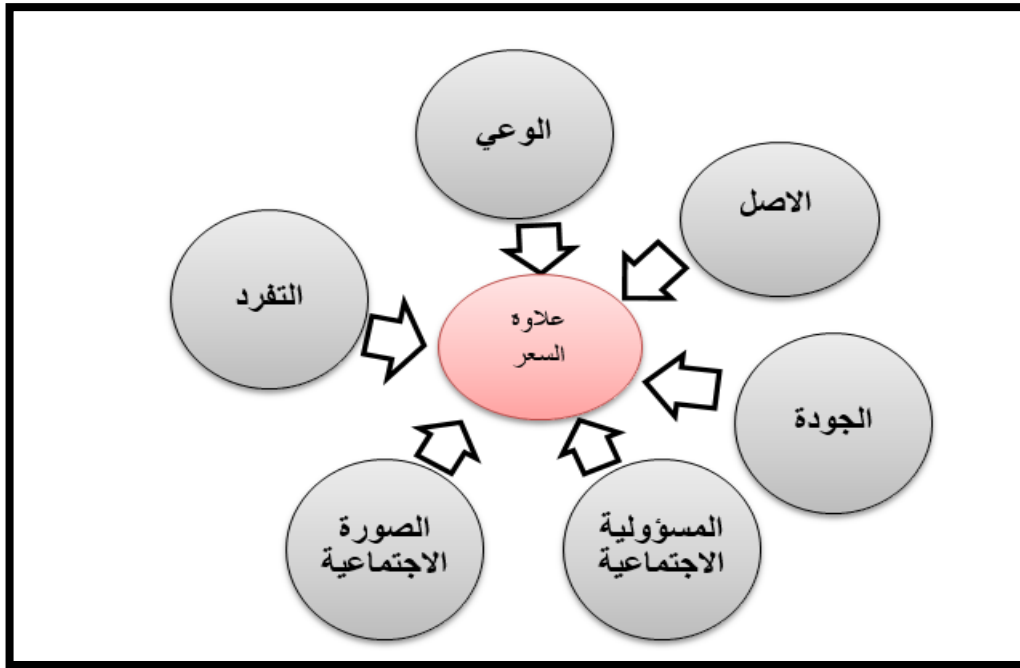 الوعي
الاصل
التفرد
علاوه
السعر
الجودة
الصورة
الاجتماعية
المسؤولية
الاجتماعية